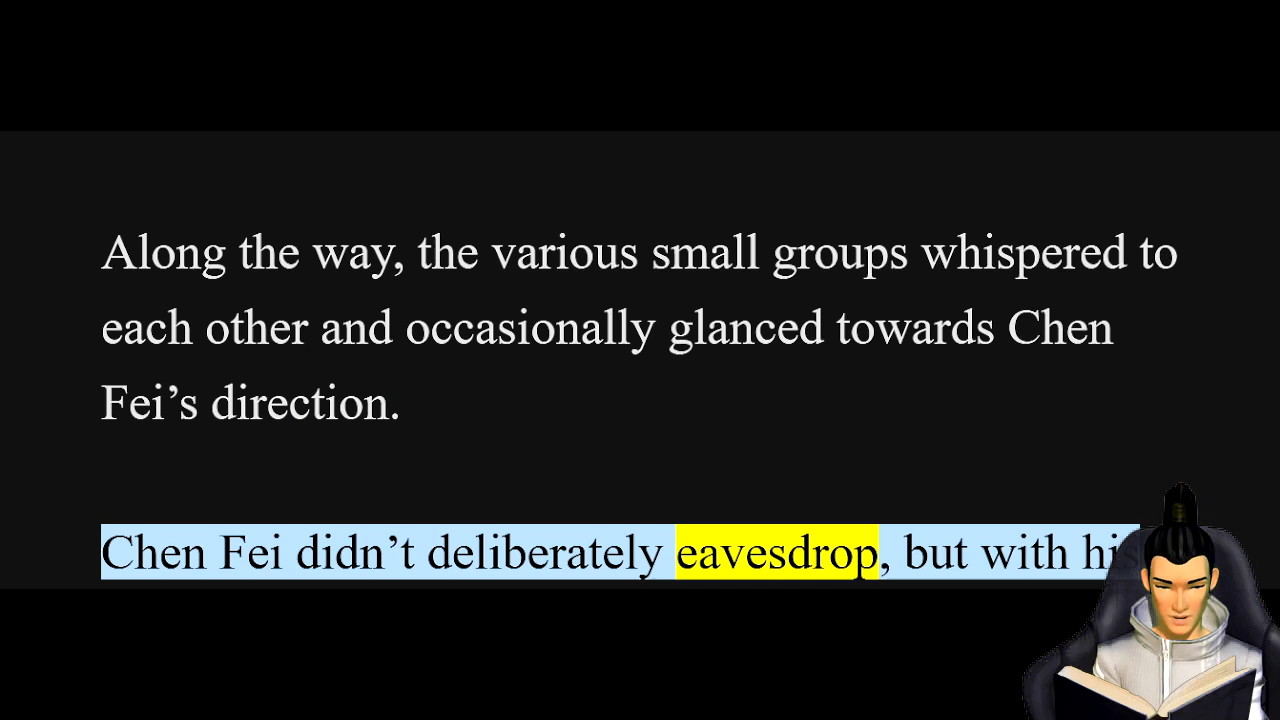 Along the way, the various small groups whispered to
each other and occasionally glanced towards Chen
Fei’s direction.
Chen Fei didn’t deliberately eavesdrop, but with his